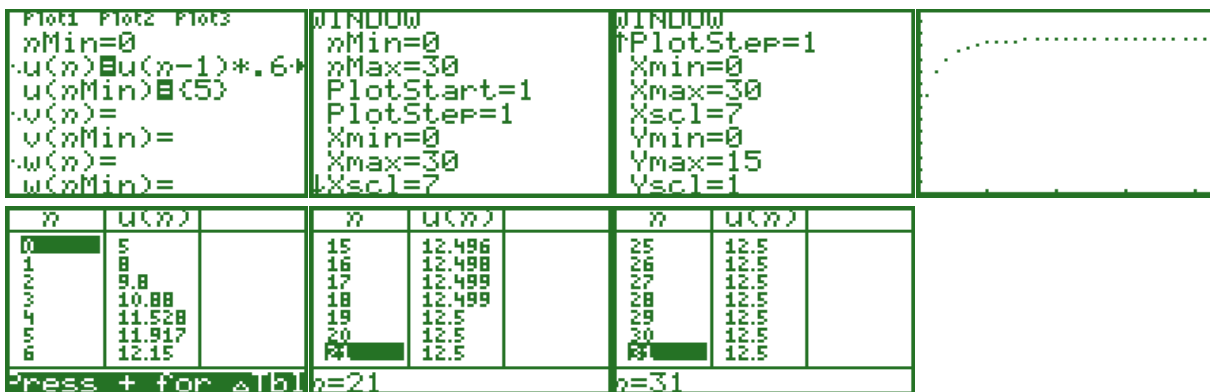 Plot1 Plot2 Plot3
nMin=0
u(n)=u(n-1)*.6
u(nMin)={5}
v(n)=
v(nMin)=
w(n)=
w(nMin)=
WINDOW
nMin=0
nMax=30
PlotStart=1
PlotStep=1
Xmin=0
Xmax=30
↓Xscl=7
WINDOW
↑PlotStep=1
Xmin=0
Xmax=30
Xscl=7
Ymin=0
Ymax=15
Yscl=1
n u(n)
0 5
1 8
2 9.8
3 10.88
4 11.528
5 11.917
6 12.15
Press + for △Tbl
n u(n)
15 12.496
16 12.498
17 12.499
18 12.499
19 12.5
20 12.5
21 12.5
n=21
n u(n)
25 12.5
26 12.5
27 12.5
28 12.5
29 12.5
30 12.5
31 12.5
n=31